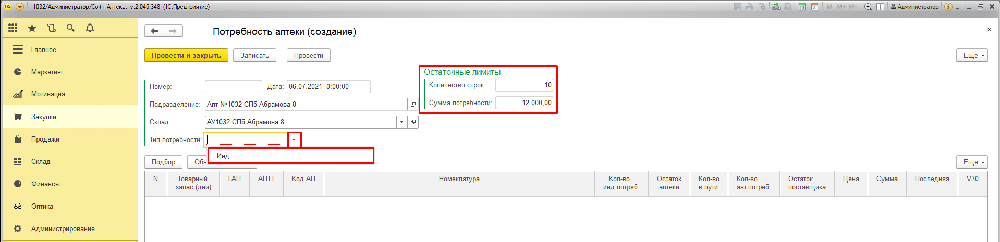 1032/Администратор/Софт-Аптека:, v.2.045.348 (1С:Предприятие)
M M+ M- Администратор
Потребность аптеки (создание)
Главное
Маркетинг
Мотивация
Закупки
Продажи
Склад
Финансы
Оптика
Администрирование
Провести и закрыть Записать Провести Еще
Остаточные лимиты
Номер: Дата: 06.07.2021 0:00:00 Количество строк: 10
Подразделение: Апт №1032 СПб Абрамова 8 Сумма потребности: 12 000,00
Склад: АУ1032 СПб Абрамова 8
Тип потребности:
Инд
Подбор Обн Еще
N Товарный запас (дни) ГАП АПТТ Код АП Номеклатура Кол-во инд.потреб. Остаток аптеки Кол-во в пути Кол-во авт.потреб. Остаток поставщика Цена Сумма Последняя V30